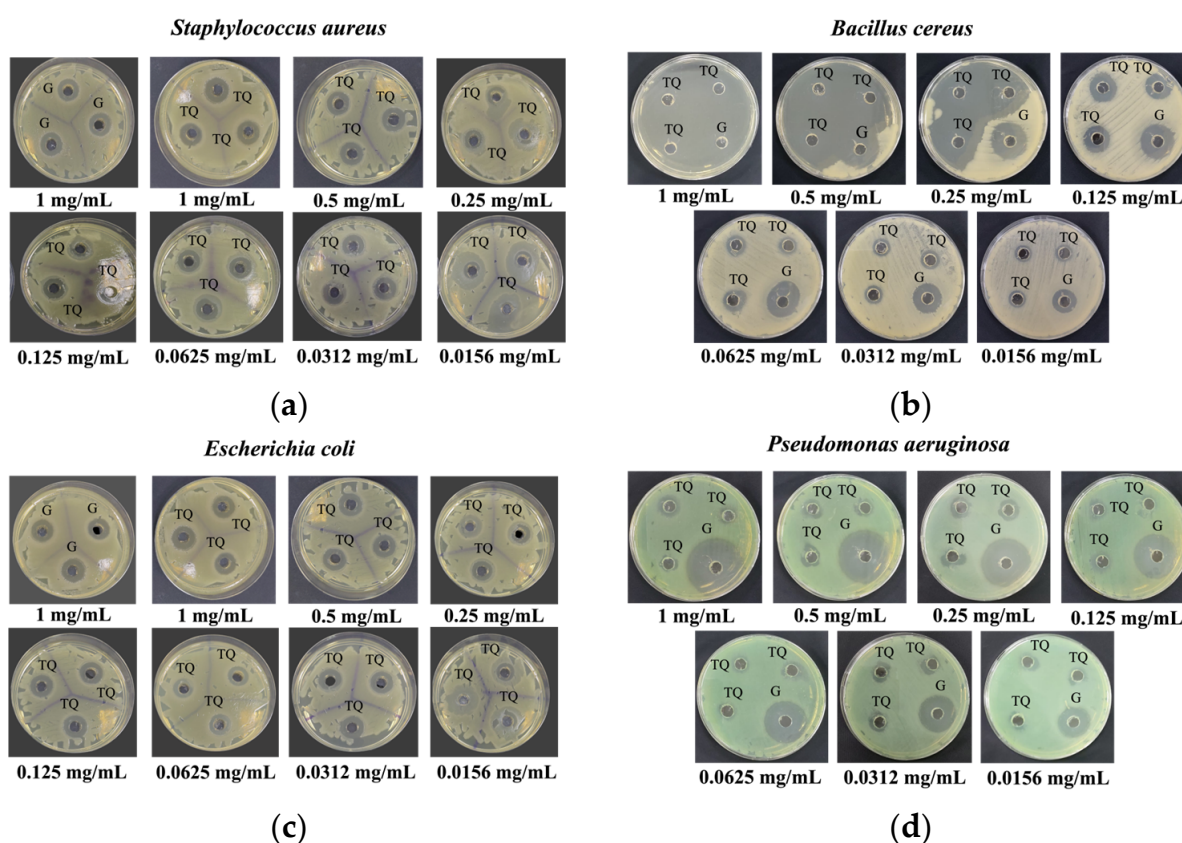 Staphylococcus aureus
G
G
G
1 mg/mL
TQ
TQ
TQ
1 mg/mL
TQ
TQ
TQ
0.5 mg/mL
TQ
TQ
TQ
0.25 mg/mL
TQ
TQ
TQ
0.125 mg/mL
TQ TQ
TQ
0.0625 mg/mL
TQ
TQ
TQ
0.0312 mg/mL
TQ TQ
TQ
0.0156 mg/mL
(a)
Bacillus cereus
TQ TQ
TQ G
1 mg/mL
TQ TQ
TQ G
0.5 mg/mL
TQ TQ
G
TQ
0.25 mg/mL
TQ TQ
TQ G
0.125 mg/mL
TQ TQ
TQ G
0.0625 mg/mL
TQ TQ
TQ G
0.0312 mg/mL
TQ TQ
TQ G
0.0156 mg/mL
(b)
Escherichia coli
G G
G
1 mg/mL
TQ TQ
TQ
1 mg/mL
TQ
TQ
TQ
0.5 mg/mL
TQ TQ
TQ
0.25 mg/mL
TQ
TQ
TQ
0.125 mg/mL
TQ TQ
TQ
0.0625 mg/mL
TQ TQ
TQ
0.0312 mg/mL
TQ TQ
TQ
0.0156 mg/mL
(c)
Pseudomonas aeruginosa
TQ
TQ
G
TQ
1 mg/mL
TQ TQ
TQ G
0.5 mg/mL
TQ TQ
G
TQ
0.25 mg/mL
TQ
TQ
G
TQ
0.125 mg/mL
TQ TQ
TQ G
0.0625 mg/mL
TQ TQ
TQ G
0.0312 mg/mL
TQ
TQ
TQ G
0.0156 mg/mL
(d)